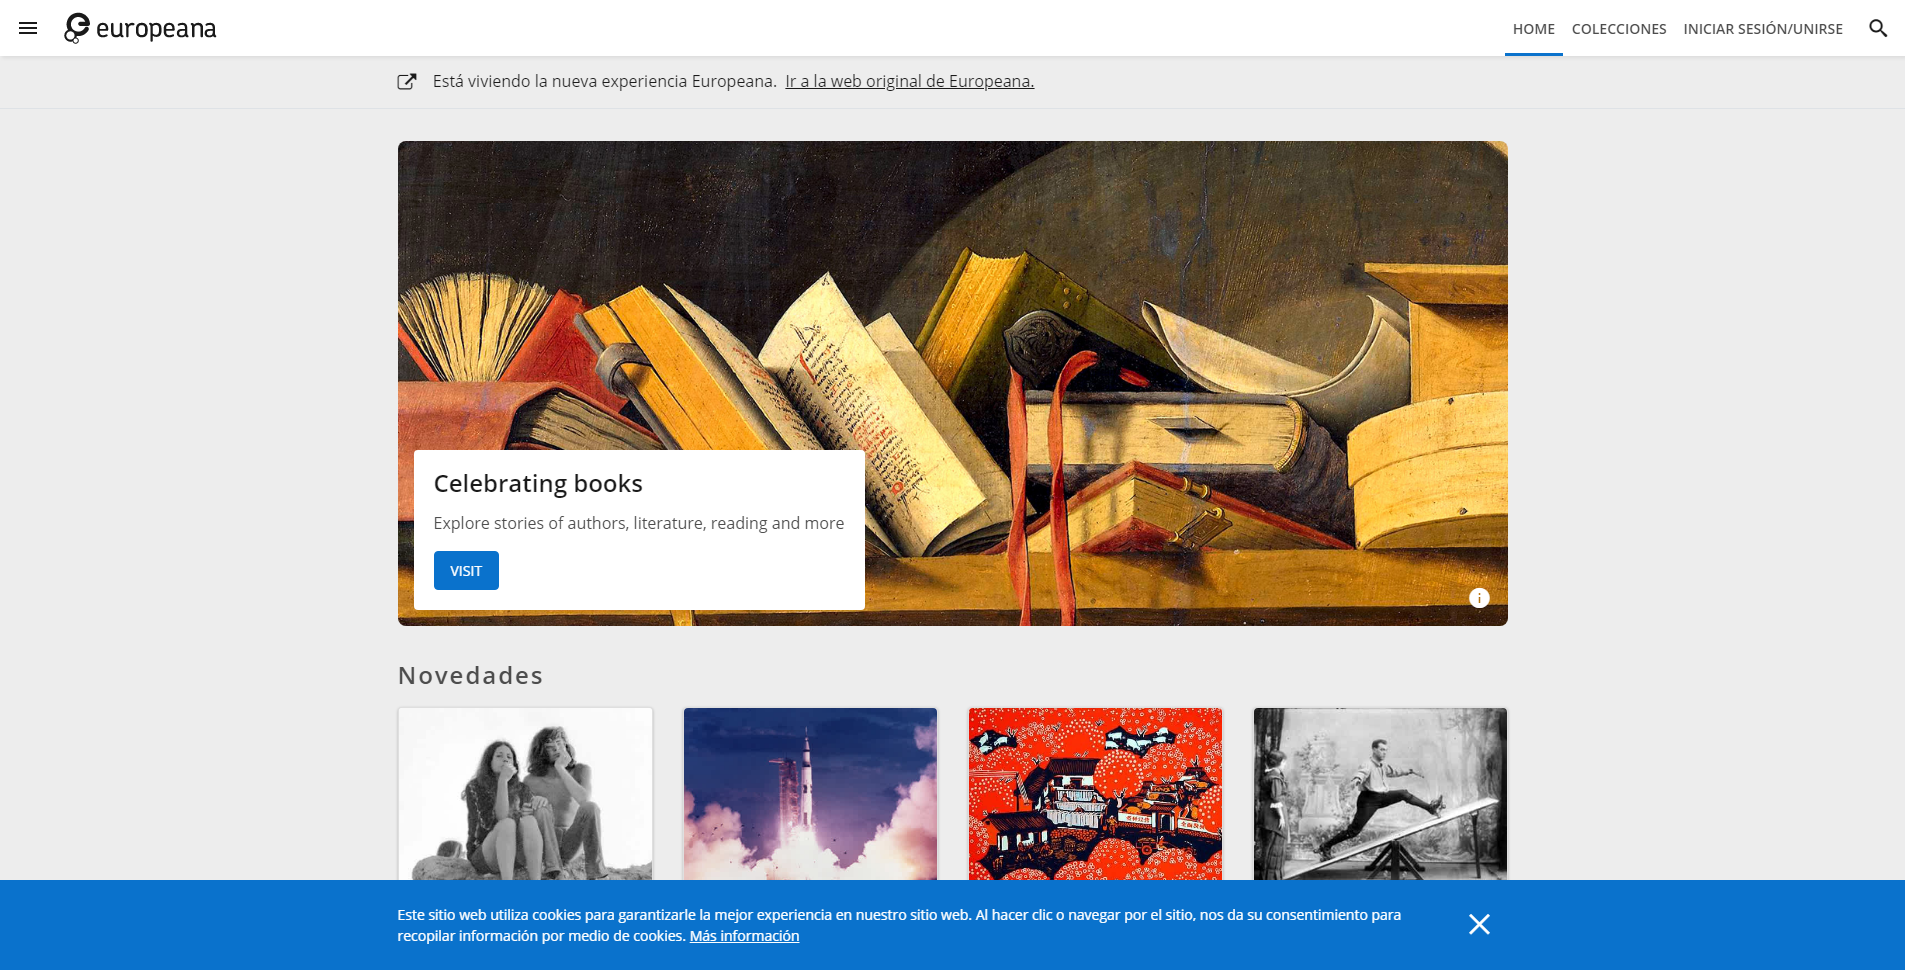 europeana
HOME COLECCIONES INICIAR SESIÓN/UNIRSE
Está viviendo la nueva experiencia Europeana. Ir a la web original de Europeana.
Celebrating books
Explore stories of authors, literature, reading and more
VISIT
Novedades
Este sitio web utiliza cookies para garantizarle la mejor experiencia en nuestro sitio web. Al hacer clic o navegar por el sitio, nos da su consentimiento para
recopilar información por medio de cookies. Más información